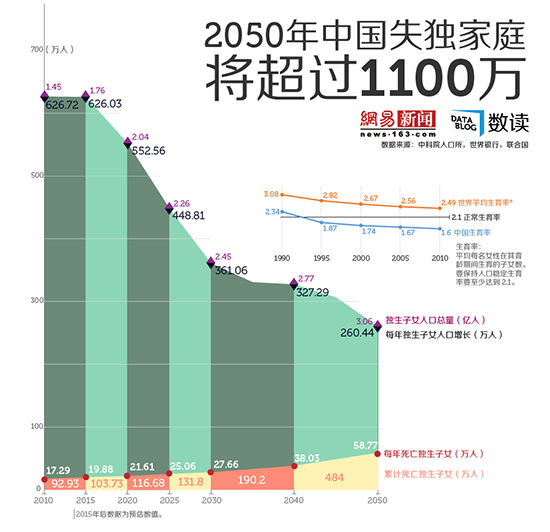 2050年中国失独家庭
将超过1100万
網易 新闻
news·163·com
DATA
BLOG 数读
数据来源：中科院人口所，世界银行，联合国
700（万人）
1.45 1.76
626.72 626.03
2.04
552.56
500
2.26
448.81
2.45
361.06
300
2.77
327.29
3.06 独生子女人口总量（亿人）
260.44 每年独生子女人口增长（万人）
3.08 2.82 2.67 2.56 2.49 世界平均生育率*
2.1 正常生育率
2.34 1.87 1.74 1.67 1.6 中国生育率
1990 1995 2000 2005 2010
生育率：
平均每名女性在其育
龄期间生育的子女数。
要保持人口稳定生育
率要至少达到 2.1。
100
17.29 19.88 21.61 25.06 27.66 38.03 58.77 每年死亡独生子女（万人）
92.93 103.73 116.68 131.8 190.2 484 累计死亡独生子女（万人）
0
2010 2015 2020 2025 2030 2040 2050
2015年后数据为预估数值。